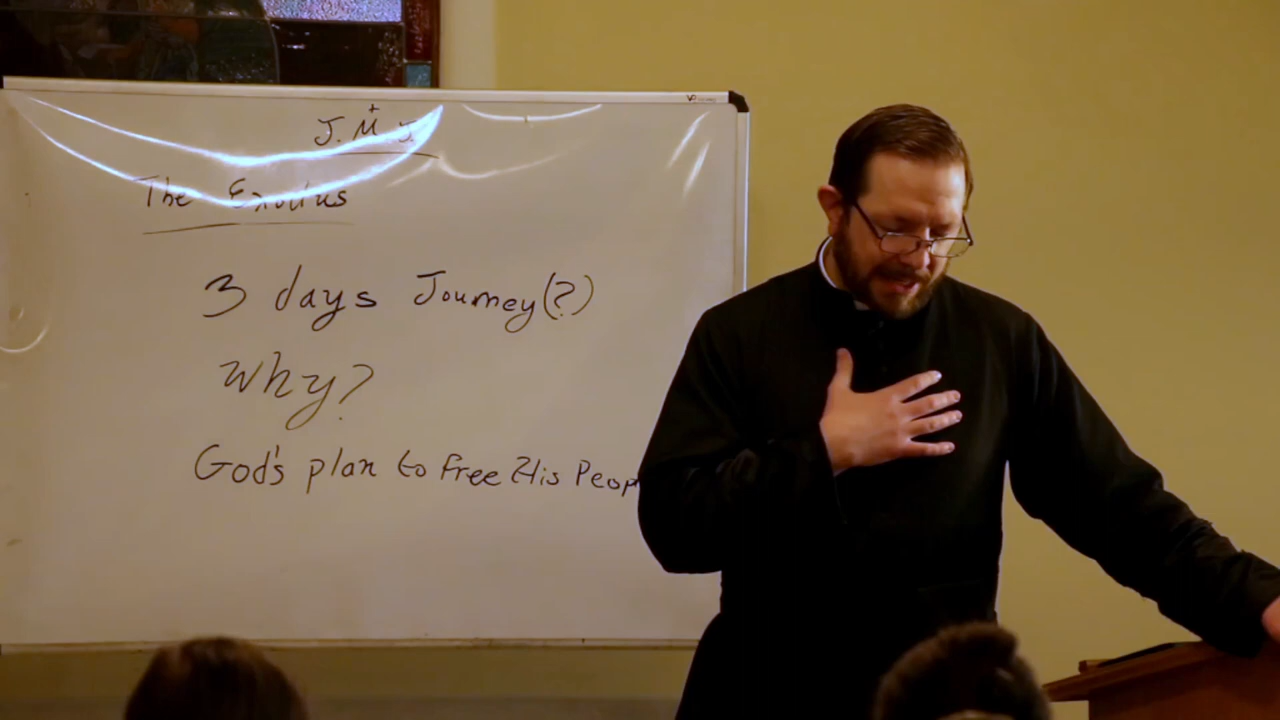 J.M.J.
The Exodus
3 days Journey(?)
Why?
God's plan to free His Peop